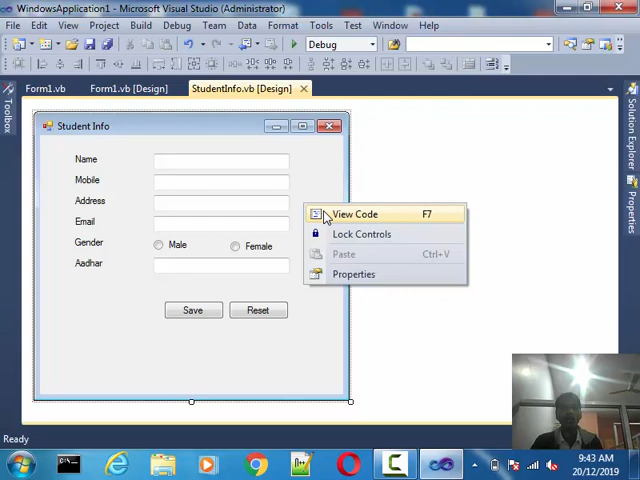 WindowsApplication1 - Microsoft Visual Studio (Administrator)
File Edit View Project Build Debug Team Data Format Tools Test Window Help
Debug
Form1.vb Form1.vb [Design] StudentInfo.vb [Design]
Toolbox
Solution Explorer
Properties
Student Info
Name
Mobile
Address
Email
Gender Male Female
Aadhar
Save Reset
View Code F7
Lock Controls
Paste Ctrl+V
Properties
Ready
9:43 AM
20/12/2019